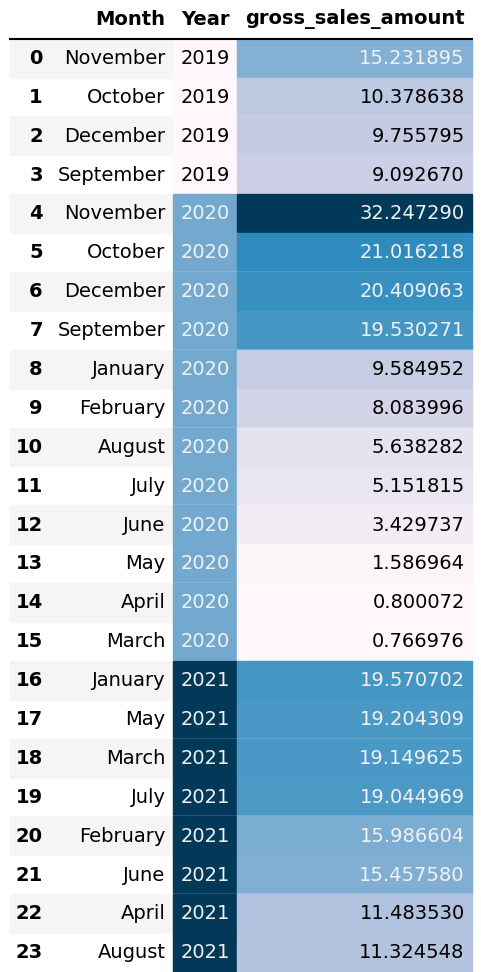 Month Year gross_sales_amount
0 November 2019 15.231895
1 October 2019 10.378638
2 December 2019 9.755795
3 September 2019 9.092670
4 November 2020 32.247290
5 October 2020 21.016218
6 December 2020 20.409063
7 September 2020 19.530271
8 January 2020 9.584952
9 February 2020 8.083996
10 August 2020 5.638282
11 July 2020 5.151815
12 June 2020 3.429737
13 May 2020 1.586964
14 April 2020 0.800072
15 March 2020 0.766976
16 January 2021 19.570702
17 May 2021 19.204309
18 March 2021 19.149625
19 July 2021 19.044969
20 February 2021 15.986604
21 June 2021 15.457580
22 April 2021 11.483530
23 August 2021 11.324548